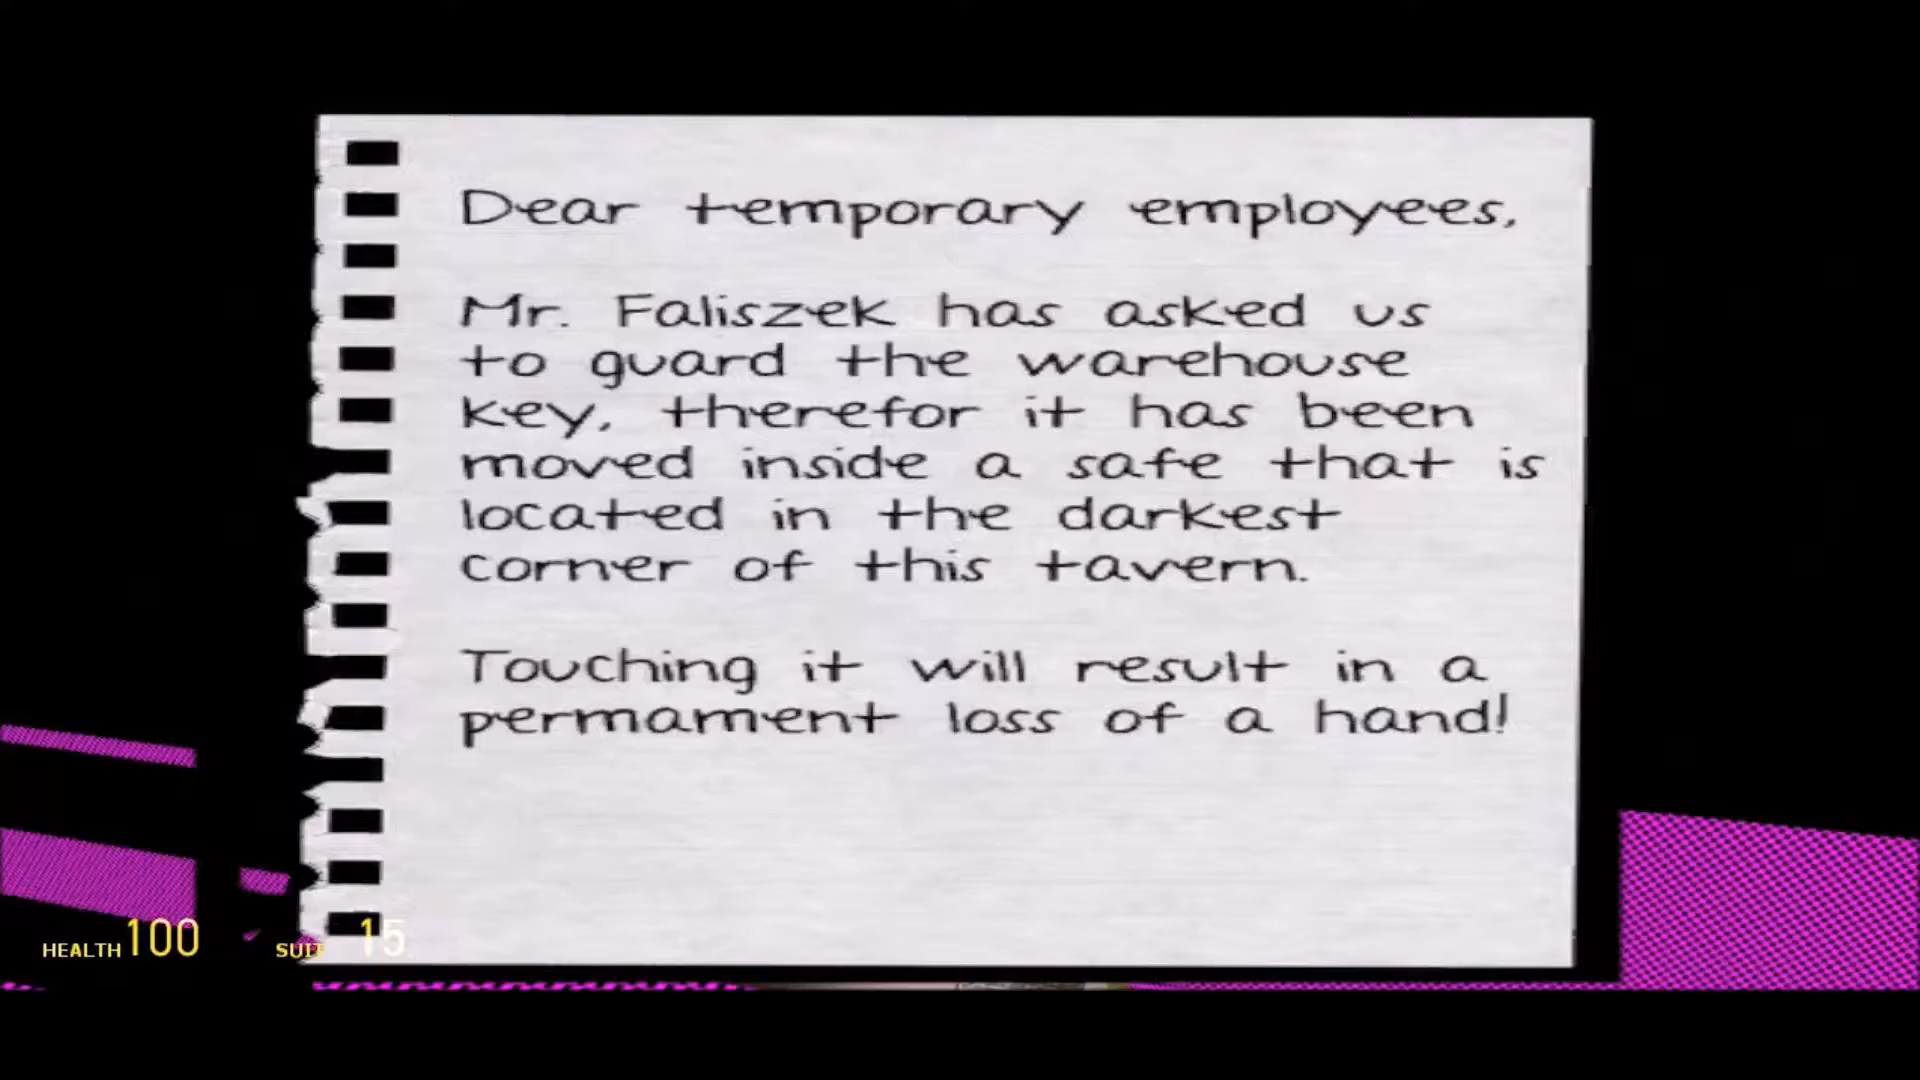 Dear temporary employees,
Mr. Faliszek has asked us
to guard the warehouse
key, therefor it has been
moved inside a safe that is
located in the darkest
corner of this tavern.
Touching it will result in a
permament loss of a hand!
HEALTH 100 SUIT 15